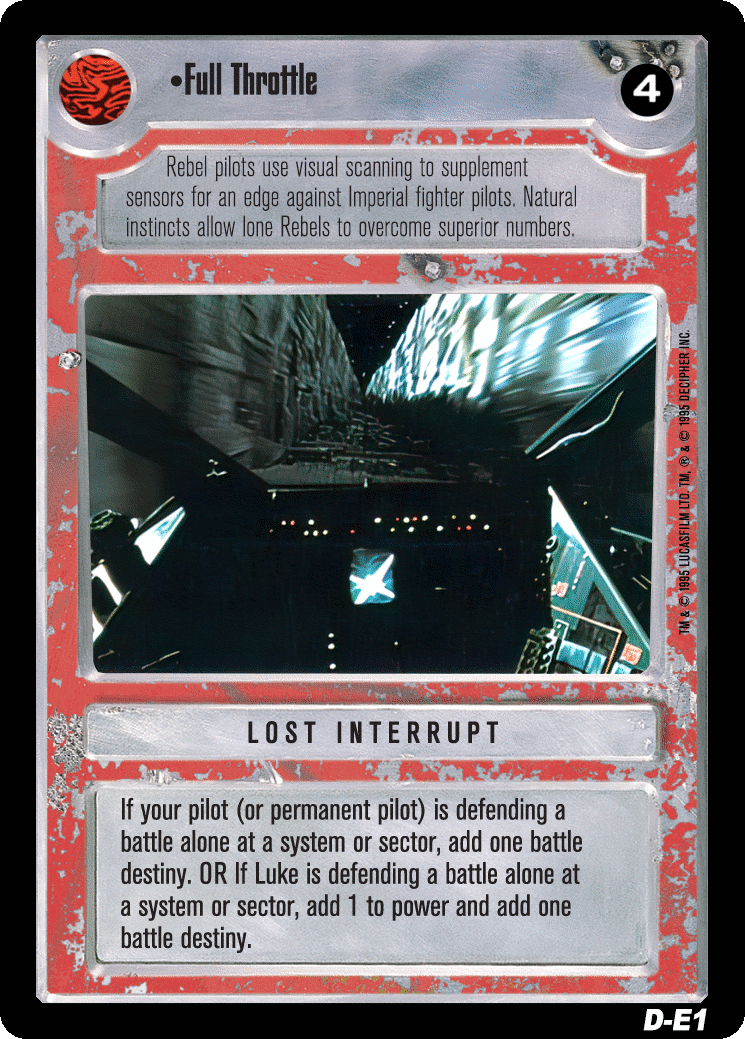 •Full Throttle
4
Rebel pilots use visual scanning to supplement
sensors for an edge against Imperial fighter pilots. Natural
instincts allow lone Rebels to overcome superior numbers.
TM & © 1995 LUCASFILM LTD. TM, ® & © 1995 DECIPHER INC.
LOST INTERRUPT
If your pilot (or permanent pilot) is defending a
battle alone at a system or sector, add one battle
destiny. OR If Luke is defending a battle alone at
a system or sector, add 1 to power and add one
battle destiny.
D-E1